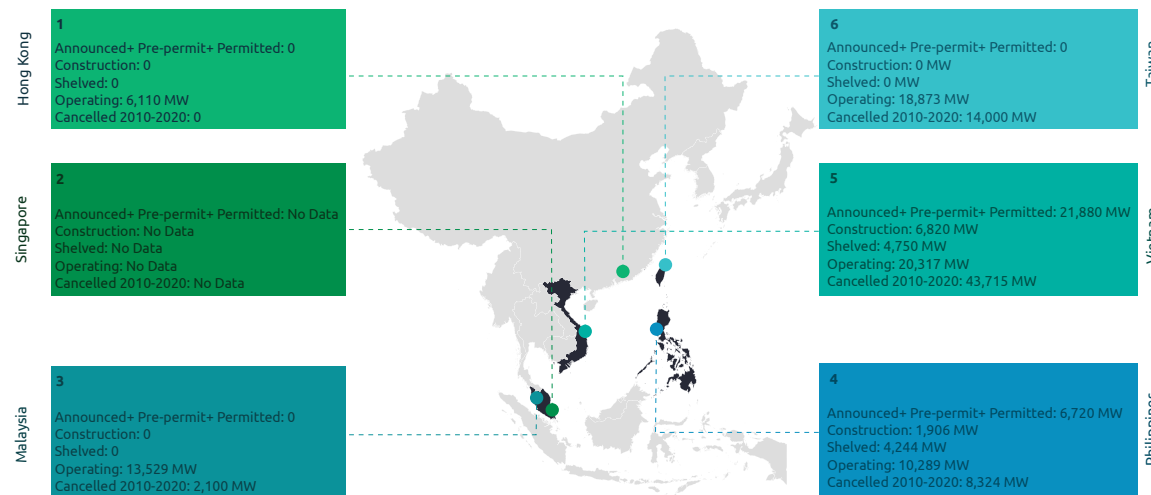 Hong Kong
1
Announced+ Pre-permit+ Permitted: 0
Construction: 0
Shelved: 0
Operating: 6,110 MW
Cancelled 2010-2020: 0
Singapore
2
Announced+ Pre-permit+ Permitted: No Data
Construction: No Data
Shelved: No Data
Operating: No Data
Cancelled 2010-2020: No Data
Malaysia
3
Announced+ Pre-permit+ Permitted: 0
Construction: 0
Shelved: 0
Operating: 13,529 MW
Cancelled 2010-2020: 2,100 MW
6
Announced+ Pre-permit+ Permitted: 0
Construction: 0 MW
Shelved: 0 MW
Operating: 18,873 MW
Cancelled 2010-2020: 14,000 MW
Taiwan
5
Announced+ Pre-permit+ Permitted: 21,880 MW
Construction: 6,820 MW
Shelved: 4,750 MW
Operating: 20,317 MW
Cancelled 2010-2020: 43,715 MW
Vietnam
4
Announced+ Pre-permit+ Permitted: 6,720 MW
Construction: 1,906 MW
Shelved: 4,244 MW
Operating: 10,289 MW
Cancelled 2010-2020: 8,324 MW
Philippines